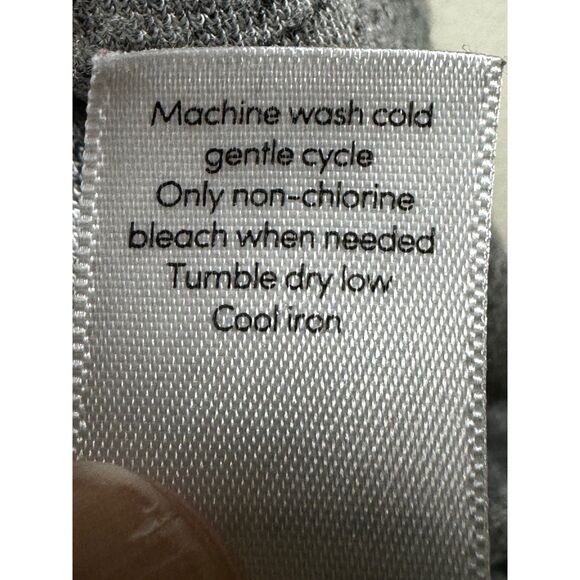 Machine wash cold
gentle cycle
Only non-chlorine
bleach when needed
Tumble dry low
Cool iron